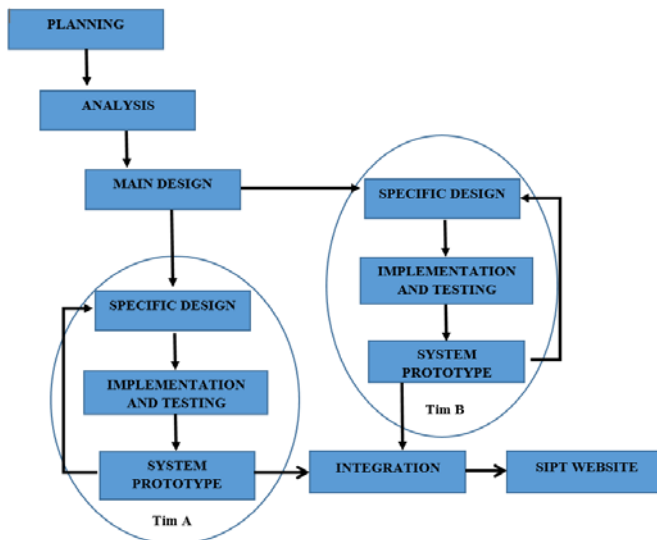 PLANNING
ANALYSIS
MAIN DESIGN
SPECIFIC DESIGN
IMPLEMENTATION
AND TESTING
SYSTEM
PROTOTYPE
Tim B
SPECIFIC DESIGN
IMPLEMENTATION
AND TESTING
SYSTEM
PROTOTYPE
Tim A
INTEGRATION
SIPT WEBSITE